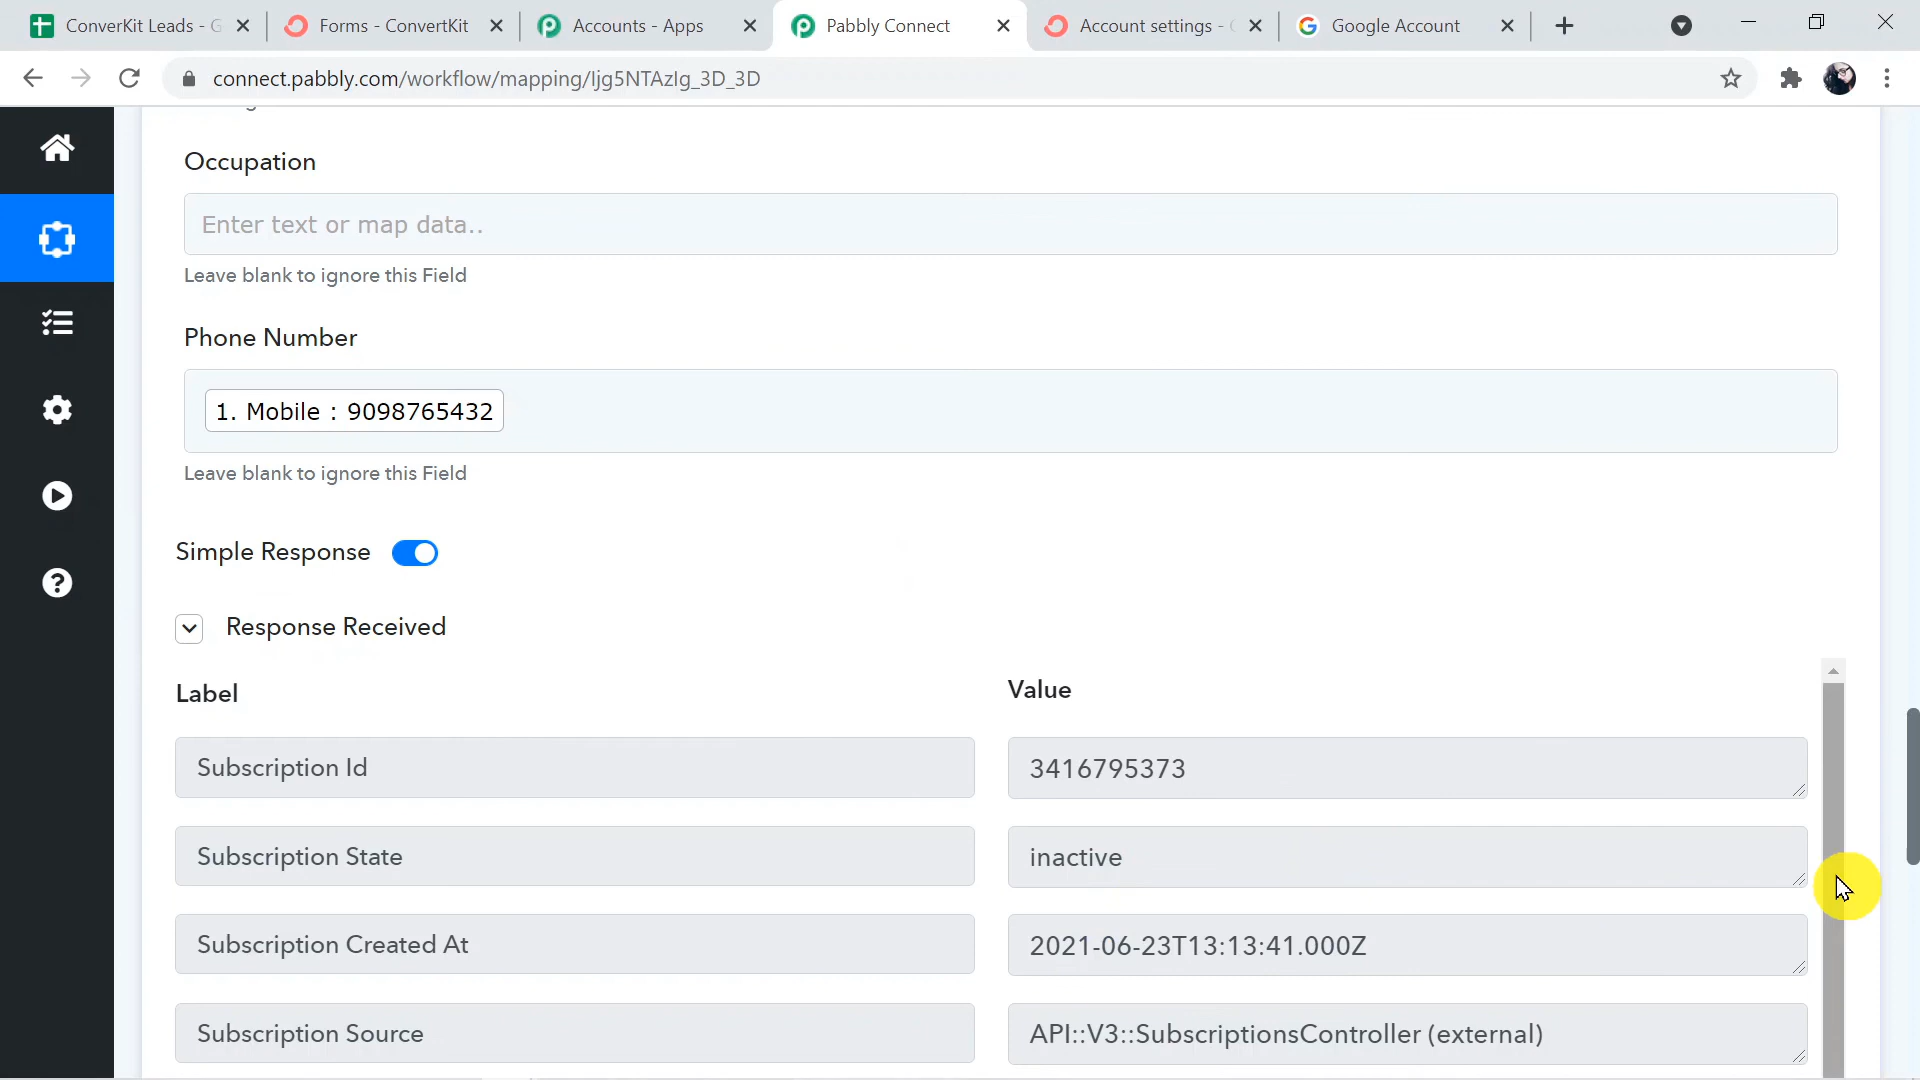 ConverKit Leads - G
Forms - ConvertKit
Accounts - Apps
Pabbly Connect
Account settings -
Google Account
connect.pabbly.com/workflow/mapping/Ijg5NTAzIg_3D_3D
Occupation
Enter text or map data..
Leave blank to ignore this Field
Phone Number
1. Mobile : 9098765432
Leave blank to ignore this Field
Simple Response
Response Received
Label
Value
Subscription Id
3416795373
Subscription State
inactive
Subscription Created At
2021-06-23T13:13:41.000Z
Subscription Source
API::V3::SubscriptionsController (external)